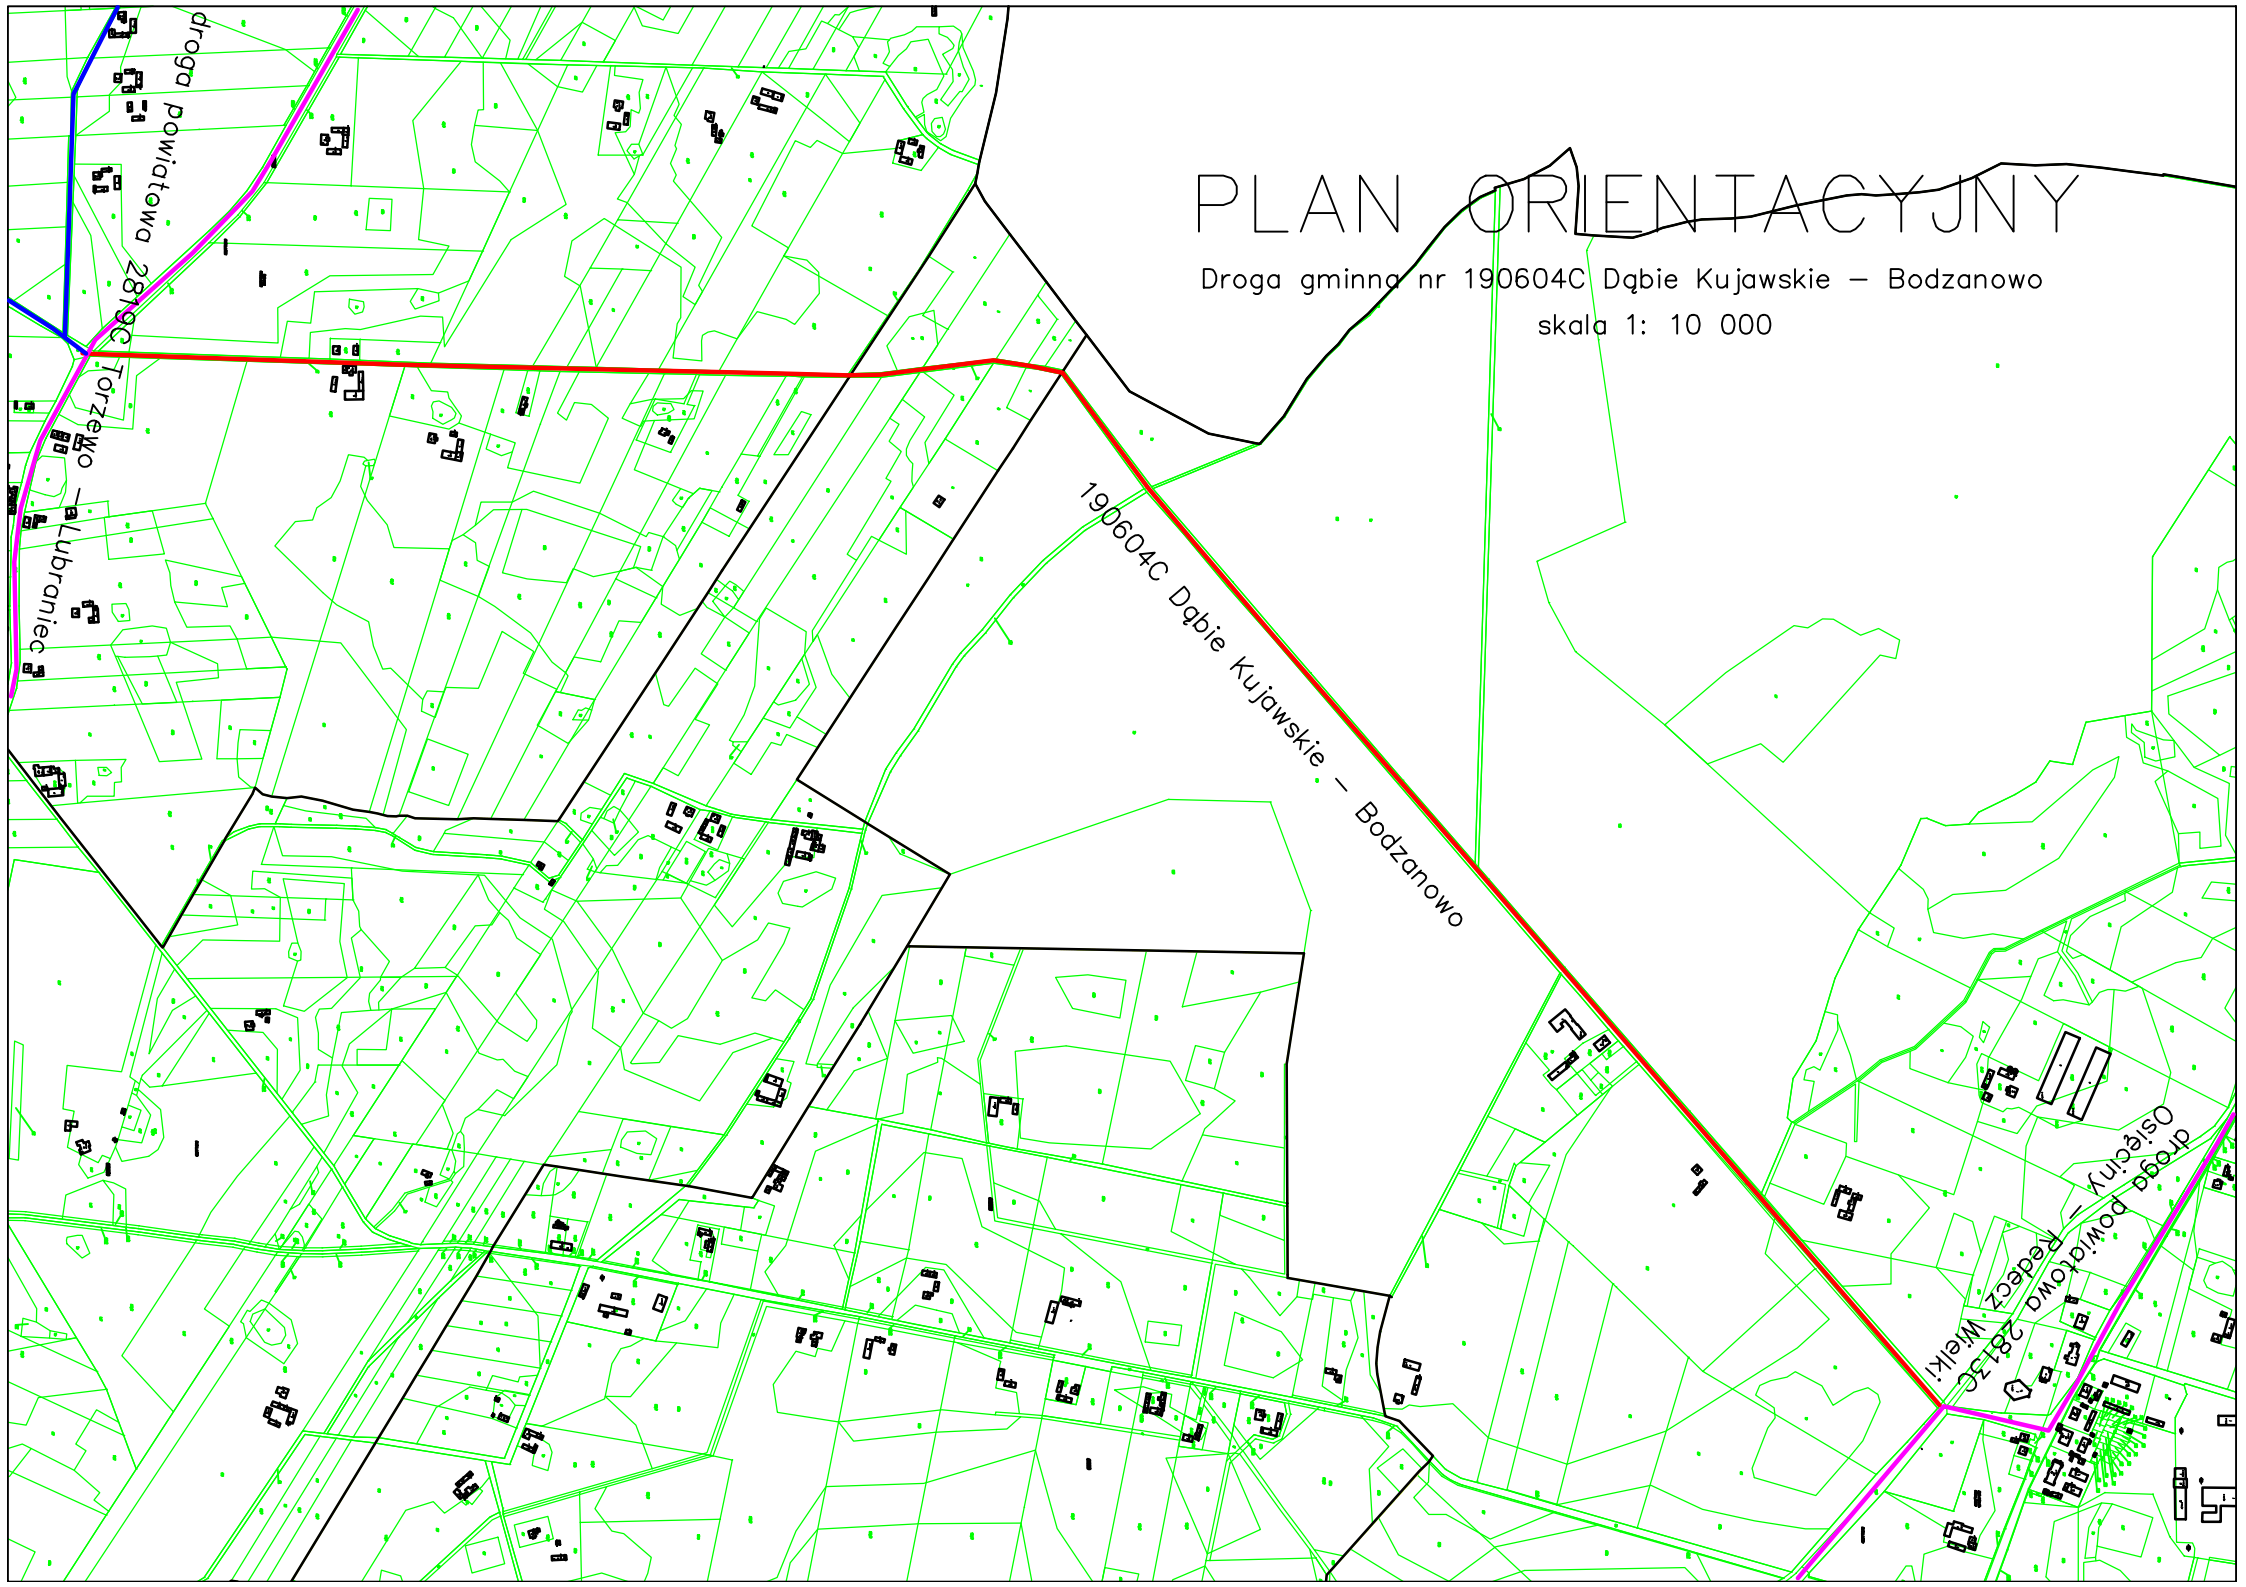 PLAN ORIENTACYJNY
Droga gminna nr 190604C Dąbie Kujawskie – Bodzanowo
skala 1: 10 000
droga powiatowa 2819C Torzewo – Lubraniec
190604C Dąbie Kujawskie – Bodzanowo
droga powiatowa 2813C
Osięciny – Redecz Wielki